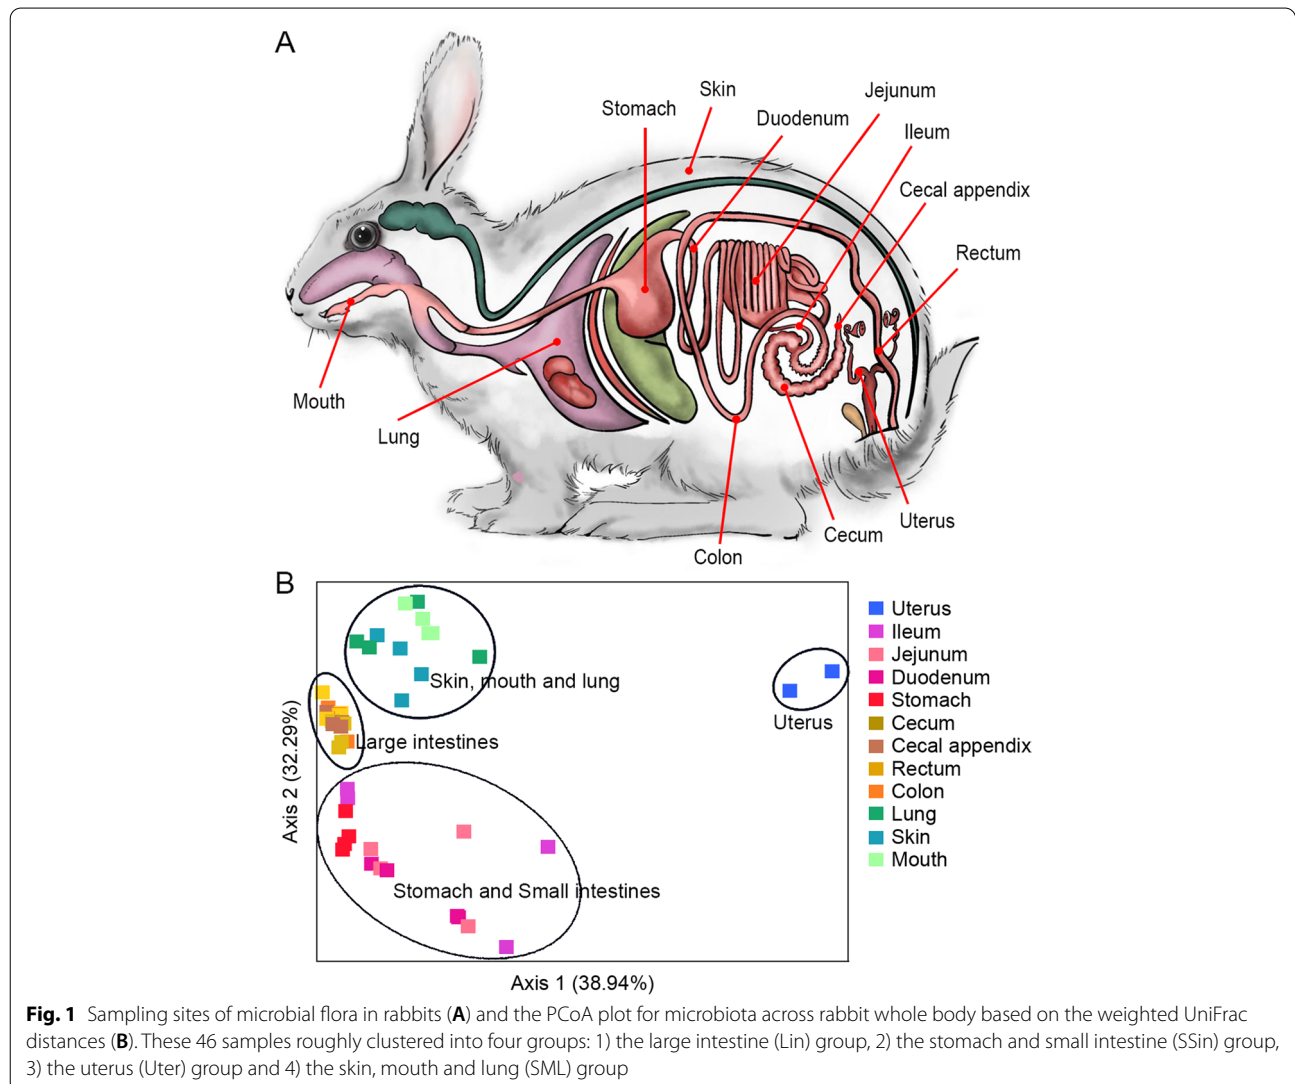 A
Skin
Jejunum
Stomach
Duodenum
Ileum
Cecal appendix
Rectum
Mouth
Lung
Uterus
Cecum
Colon
B
Uterus
Ileum
Jejunum
Duodenum
Stomach
Cecum
Cecal appendix
Rectum
Colon
Lung
Skin
Mouth
Skin, mouth and lung
Uterus
Large intestines
Stomach and Small intestines
Axis 2 (32.29%)
Axis 1 (38.94%)
Fig. 1 Sampling sites of microbial flora in rabbits (A) and the PCoA plot for microbiota across rabbit whole body based on the weighted UniFrac
distances (B). These 46 samples roughly clustered into four groups: 1) the large intestine (Lin) group, 2) the stomach and small intestine (SSin) group,
3) the uterus (Uter) group and 4) the skin, mouth and lung (SML) group